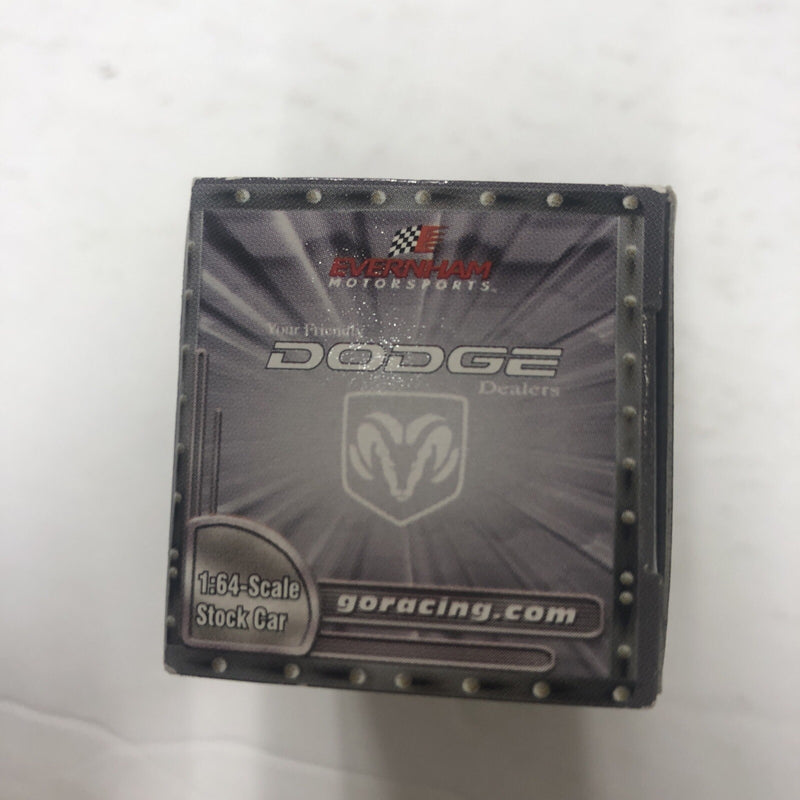 EVERNHAM
MOTORSPORTS
Your Friendly
DODGE
Dealers
1:64-Scale
Stock Car
goracing.com